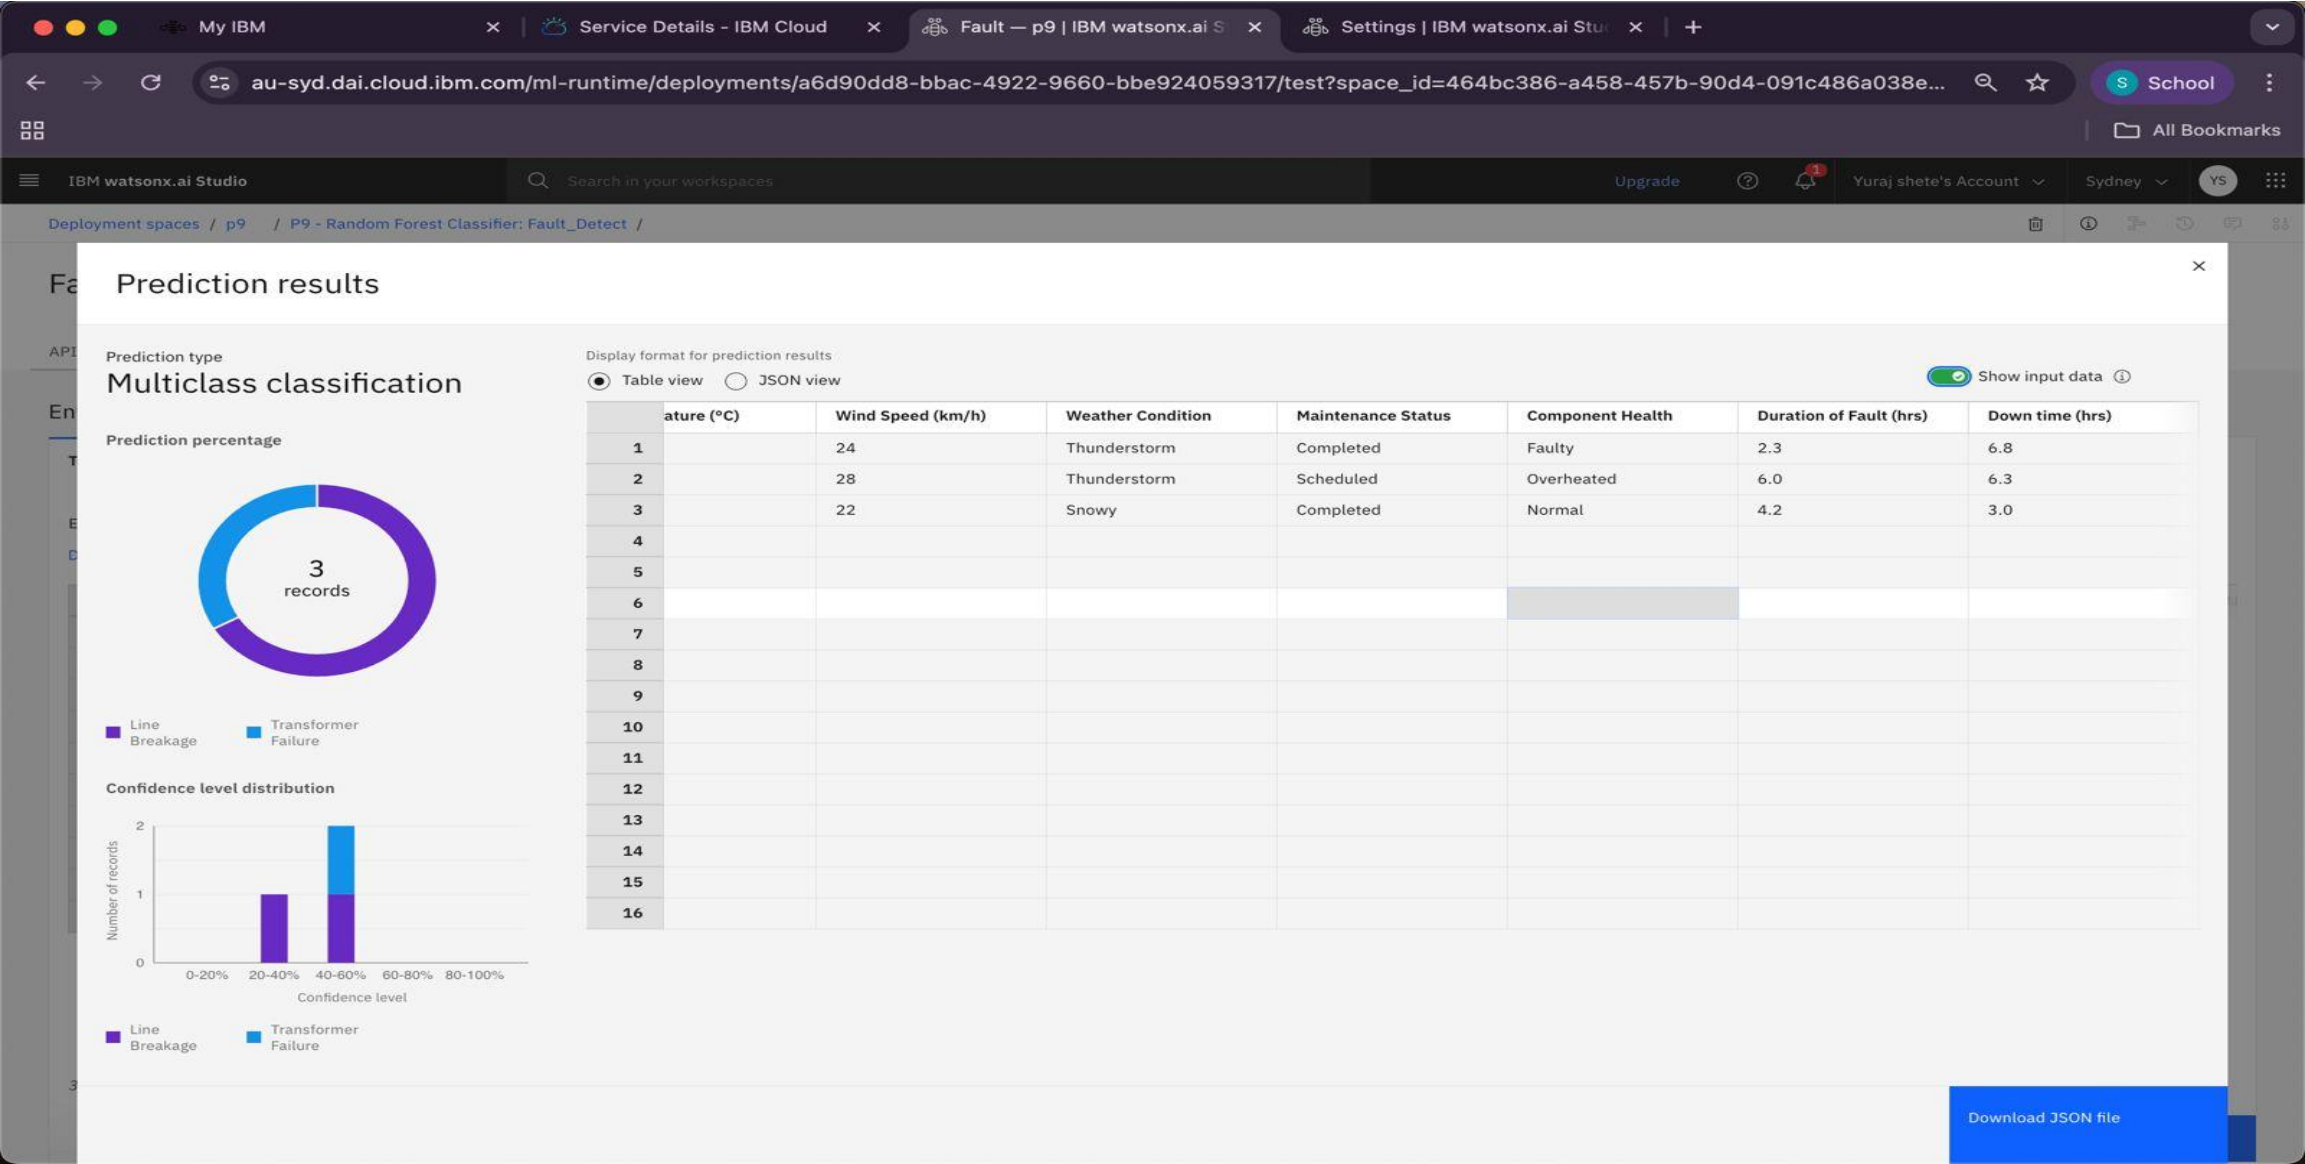 My IBM
Service Details - IBM Cloud
Fault — p9 | IBM watsonx.ai S
Settings | IBM watsonx.ai Stu
au-syd.dai.cloud.ibm.com/ml-runtime/deployments/a6d90dd8-bbac-4922-9660-bbe924059317/test?space_id=464bc386-a458-457b-90d4-091c486a038e...
S School
All Bookmarks
IBM watsonx.ai Studio
Search in your workspaces
Upgrade
1
Yuraj shete's Account
Sydney
YS
Deployment spaces / p9 / P9 - Random Forest Classifier: Fault_Detect /
Fa
Prediction results
API
Prediction type
Multiclass classification
Display format for prediction results
Table view JSON view
Show input data
En
Prediction percentage
3
records
Line Breakage
Transformer Failure
Confidence level distribution
Number of records
2
1
0
0-20% 20-40% 40-60% 60-80% 80-100%
Confidence level
Line Breakage
Transformer Failure
ature (°C) Wind Speed (km/h) Weather Condition Maintenance Status Component Health Duration of Fault (hrs) Down time (hrs)
1 24 Thunderstorm Completed Faulty 2.3 6.8
2 28 Thunderstorm Scheduled Overheated 6.0 6.3
3 22 Snowy Completed Normal 4.2 3.0
4
5
6
7
8
9
10
11
12
13
14
15
16
Download JSON file